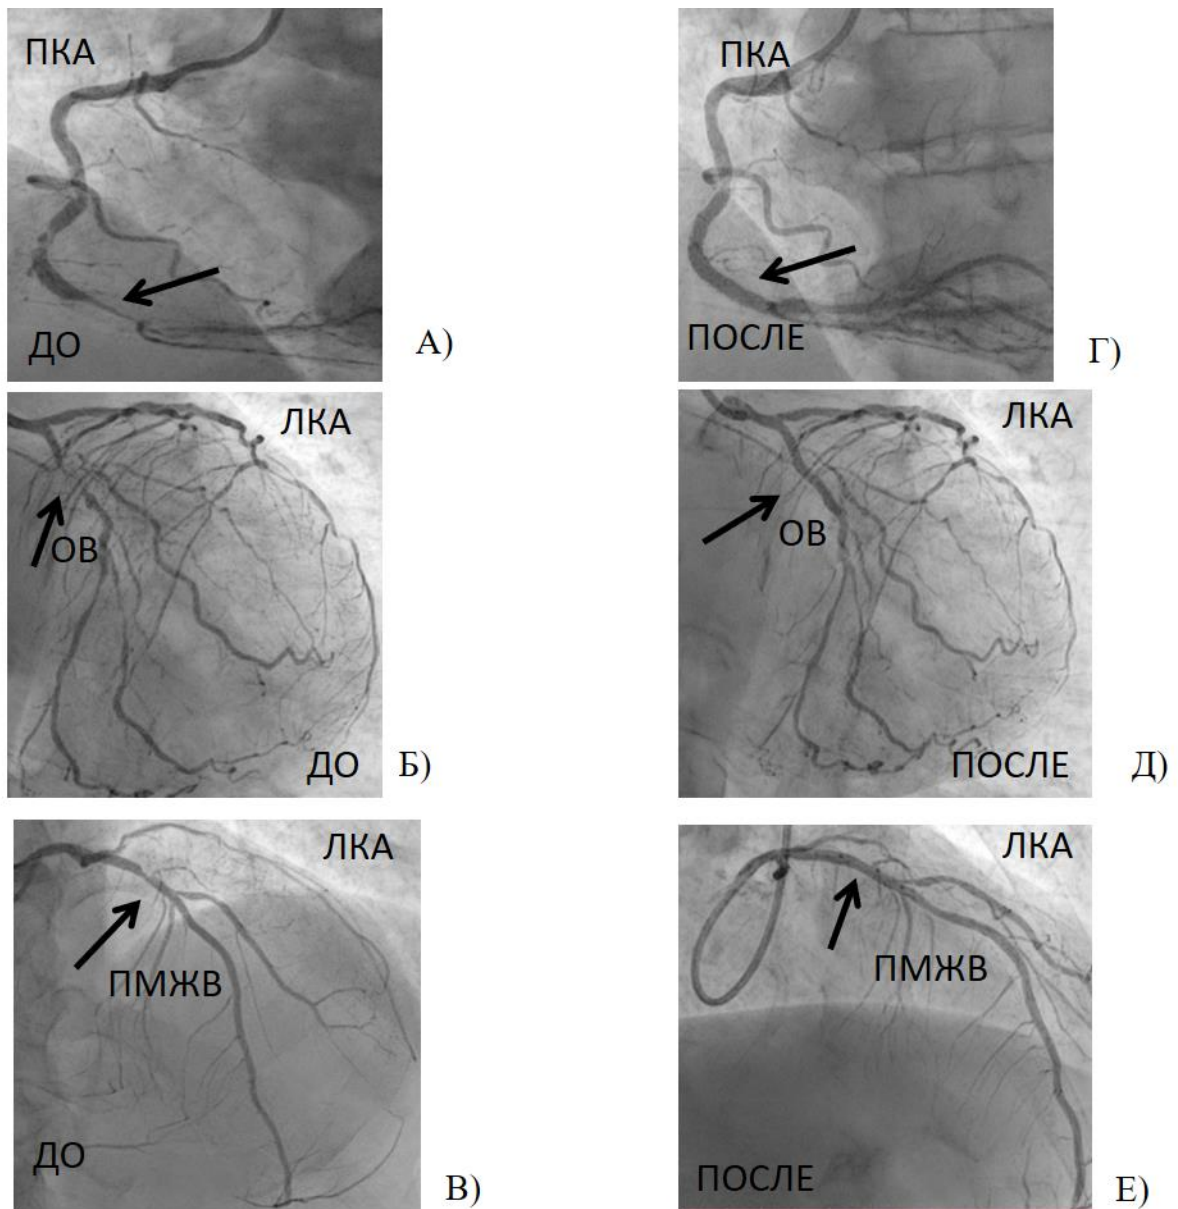 ПКА
ДО
А)
ПКА
ПОСЛЕ
Г)
ЛКА
ОВ
ДО
Б)
ЛКА
ОВ
ПОСЛЕ
Д)
ЛКА
ПМЖВ
ДО
В)
ЛКА
ПМЖВ
ПОСЛЕ
Е)